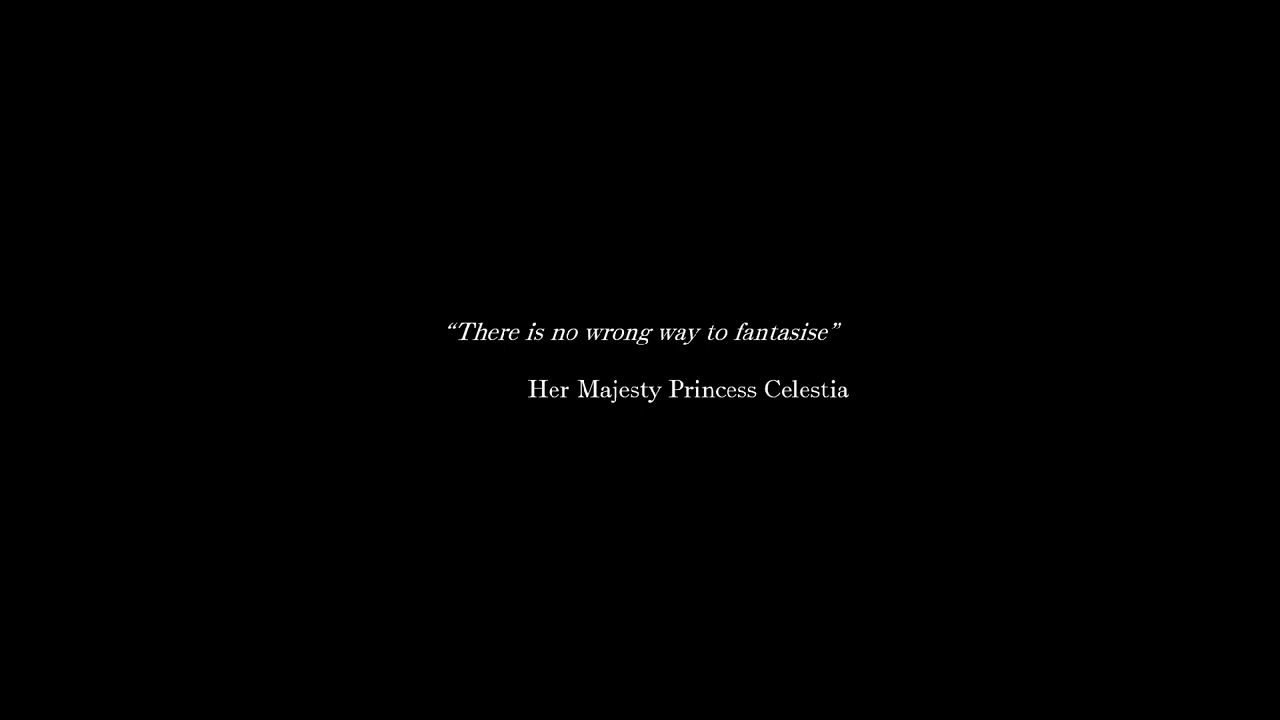 “There is no wrong way to fantasise”
Her Majesty Princess Celestia